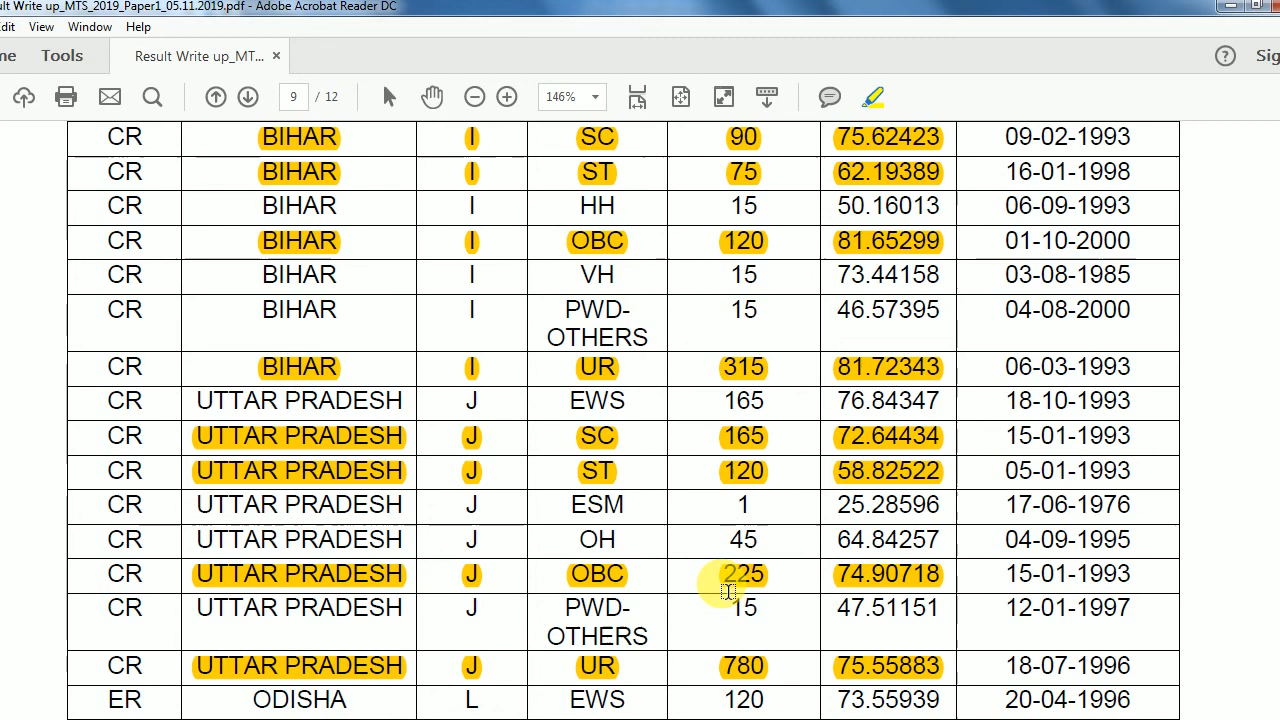 ult Write up_MTS_2019_Paper1_05.11.2019.pdf - Adobe Acrobat Reader DC
Edit View Window Help
me Tools Result Write up_MT... × ? Sig
9 / 12 146%
CR BIHAR I SC 90 75.62423 09-02-1993
CR BIHAR I ST 75 62.19389 16-01-1998
CR BIHAR I HH 15 50.16013 06-09-1993
CR BIHAR I OBC 120 81.65299 01-10-2000
CR BIHAR I VH 15 73.44158 03-08-1985
CR BIHAR I PWD- 15 46.57395 04-08-2000
OTHERS
CR BIHAR I UR 315 81.72343 06-03-1993
CR UTTAR PRADESH J EWS 165 76.84347 18-10-1993
CR UTTAR PRADESH J SC 165 72.64434 15-01-1993
CR UTTAR PRADESH J ST 120 58.82522 05-01-1993
CR UTTAR PRADESH J ESM 1 25.28596 17-06-1976
CR UTTAR PRADESH J OH 45 64.84257 04-09-1995
CR UTTAR PRADESH J OBC 225 74.90718 15-01-1993
CR UTTAR PRADESH J PWD- 15 47.51151 12-01-1997
OTHERS
CR UTTAR PRADESH J UR 780 75.55883 18-07-1996
ER ODISHA L EWS 120 73.55939 20-04-1996